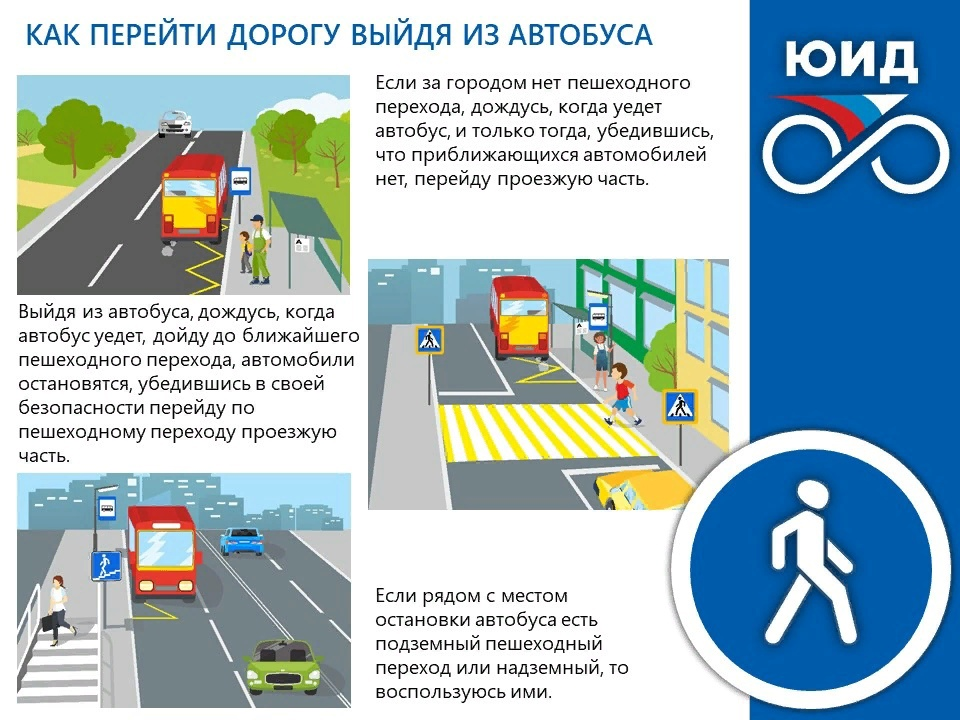 КАК ПЕРЕЙТИ ДОРОГУ ВЫЙДЯ ИЗ АВТОБУСА
ЮИД
Если за городом нет пешеходного
перехода, дождусь, когда уедет
автобус, и только тогда, убедившись,
что приближающихся автомобилей
нет, перейду проезжую часть.
Выйдя из автобуса, дождусь, когда
автобус уедет, дойду до ближайшего
пешеходного перехода, автомобили
остановятся, убедившись в своей
безопасности перейду по
пешеходному переходу проезжую
часть.
Если рядом с местом
остановки автобуса есть
подземный пешеходный
переход или надземный, то
воспользуюсь ими.